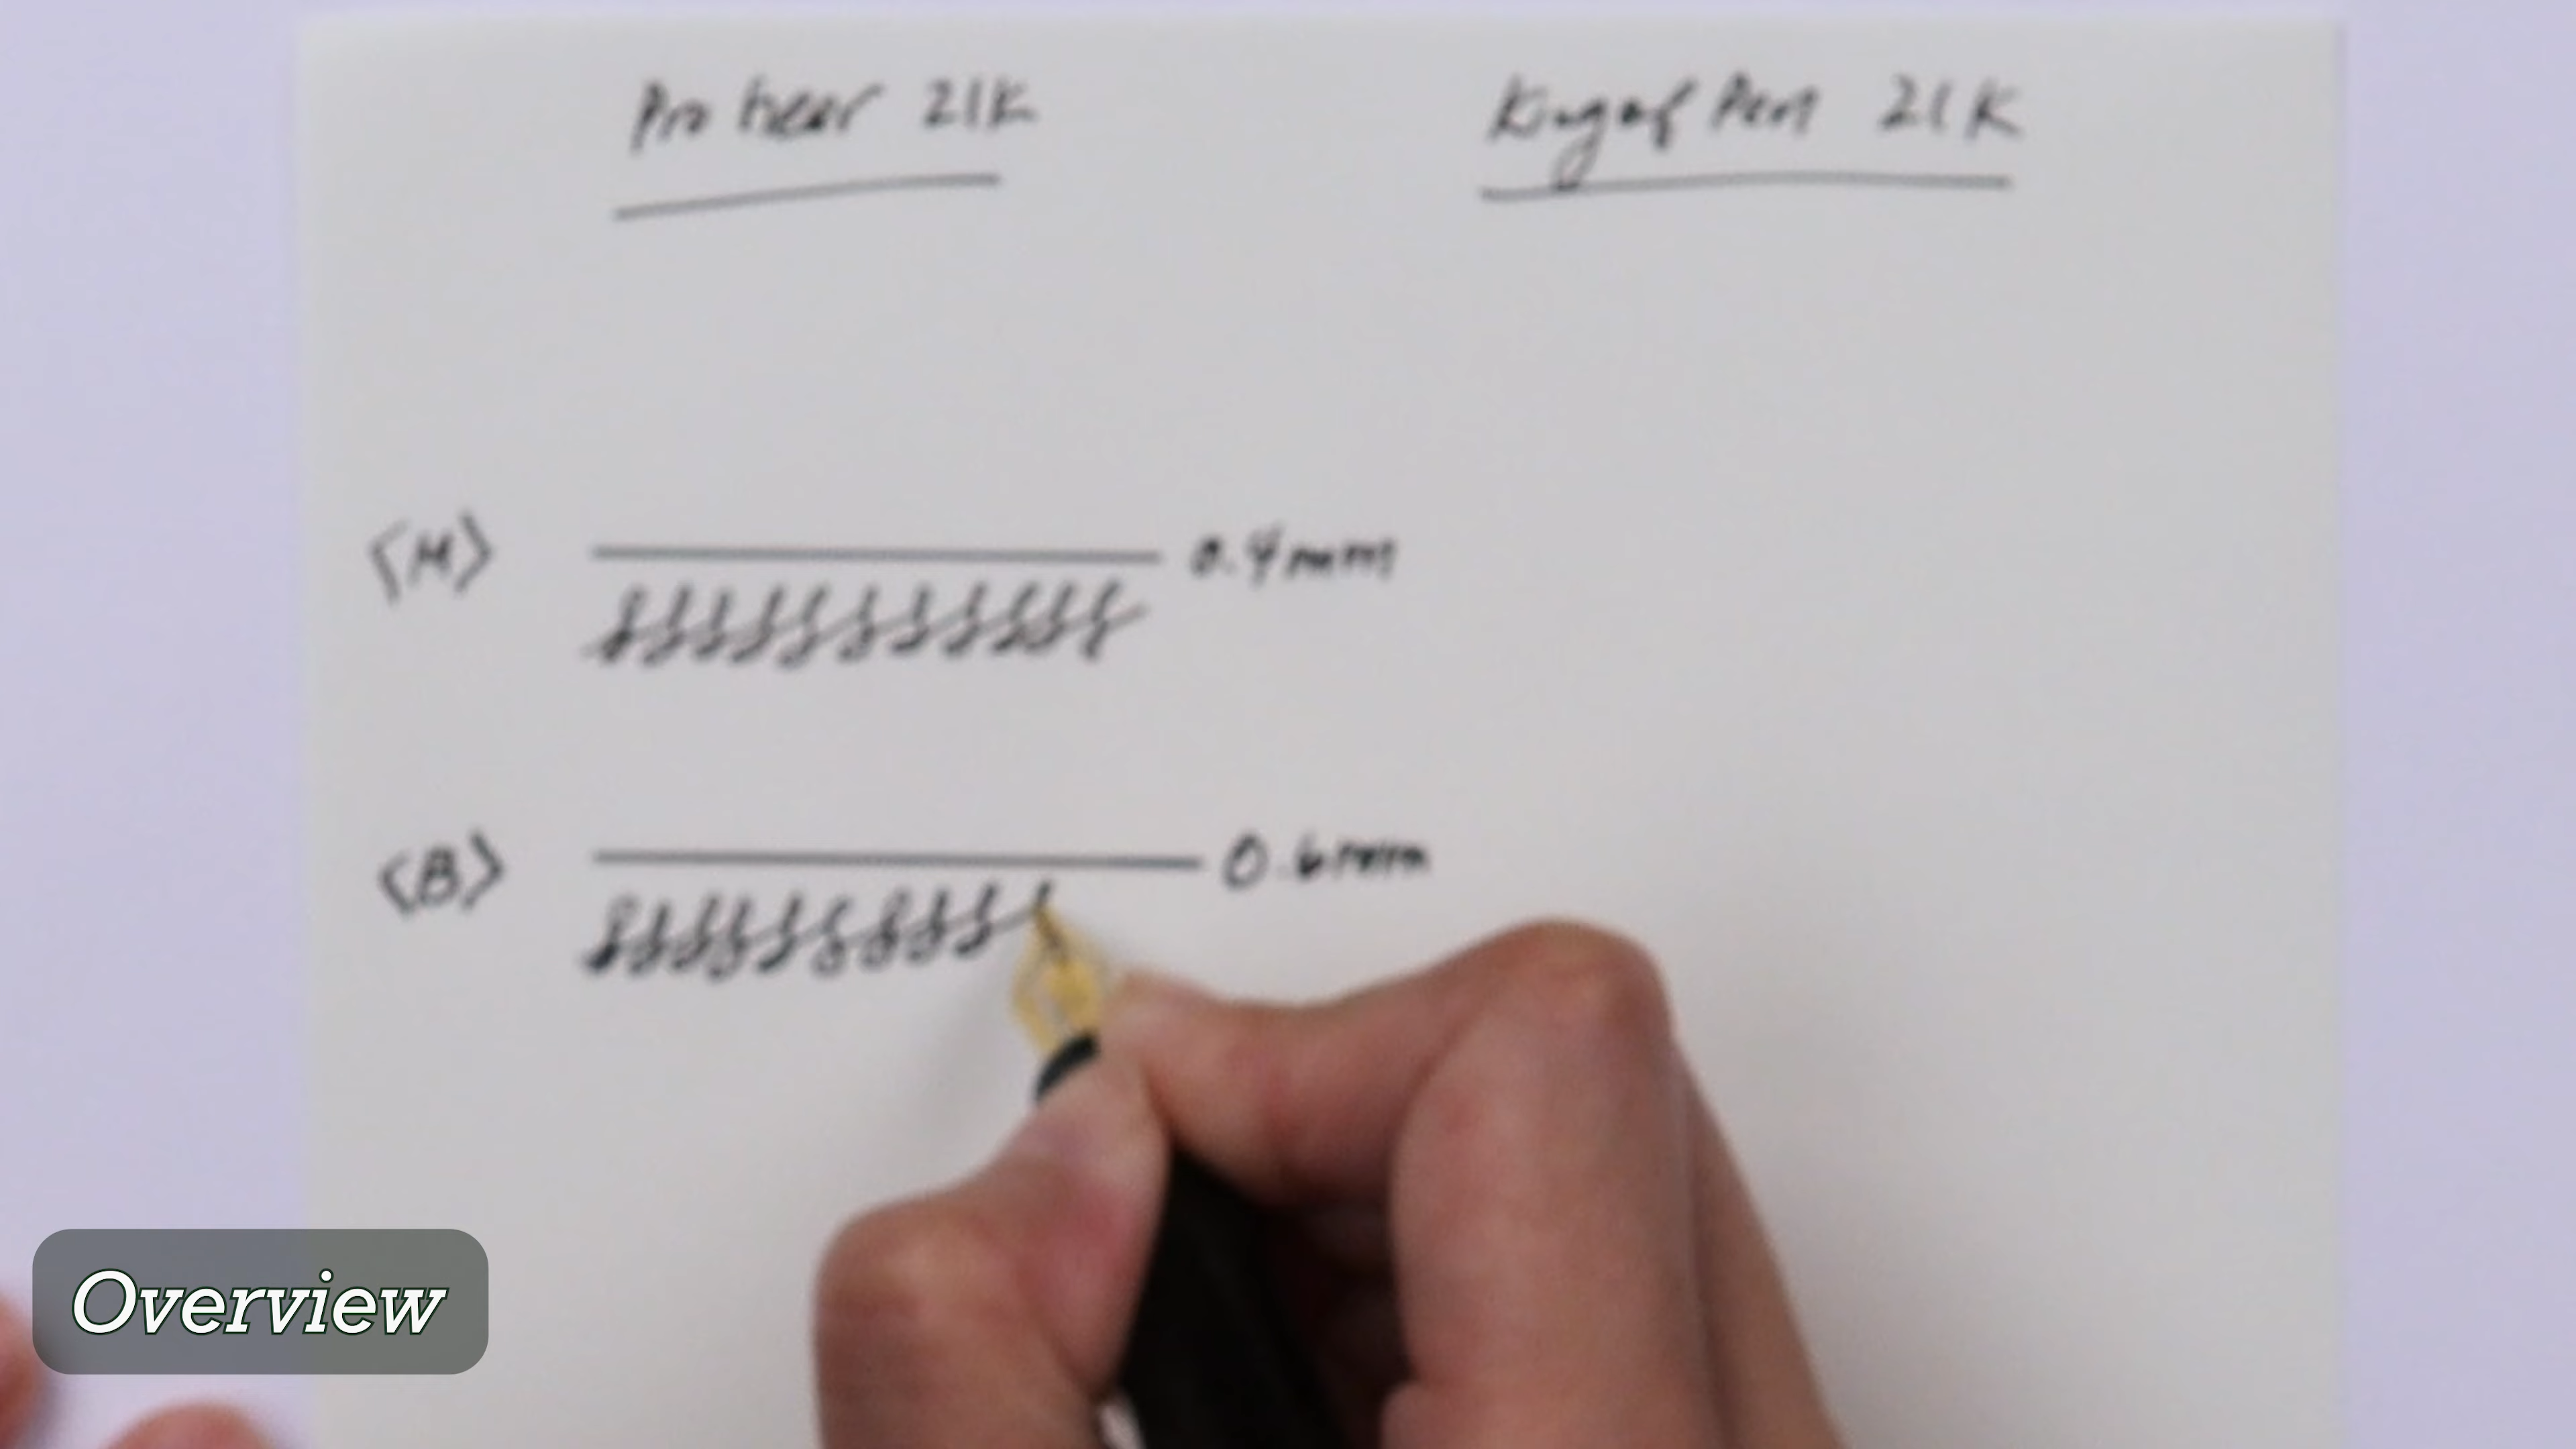 Pro Gear 21K
King of Pen 21K
<M> 0.4mm
<B> 0.6mm
Overview